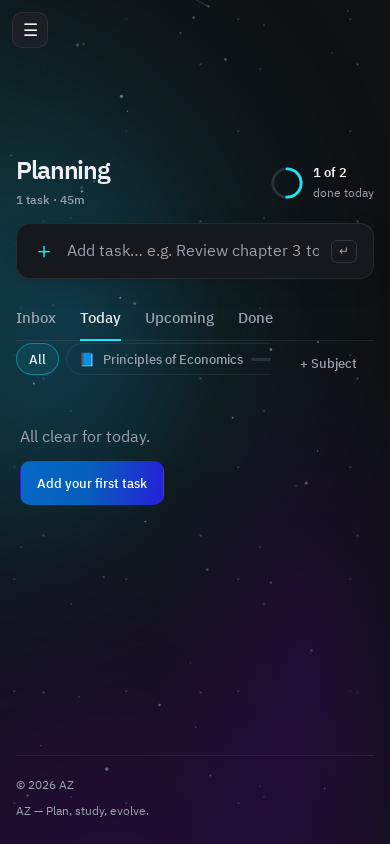 ☰
Planning
1 task · 45m
1 of 2
done today
+ Add task... e.g. Review chapter 3 to ↵
Inbox Today Upcoming Done
All 📘 Principles of Economics + Subject
All clear for today.
Add your first task
© 2026 AZ
AZ — Plan, study, evolve.